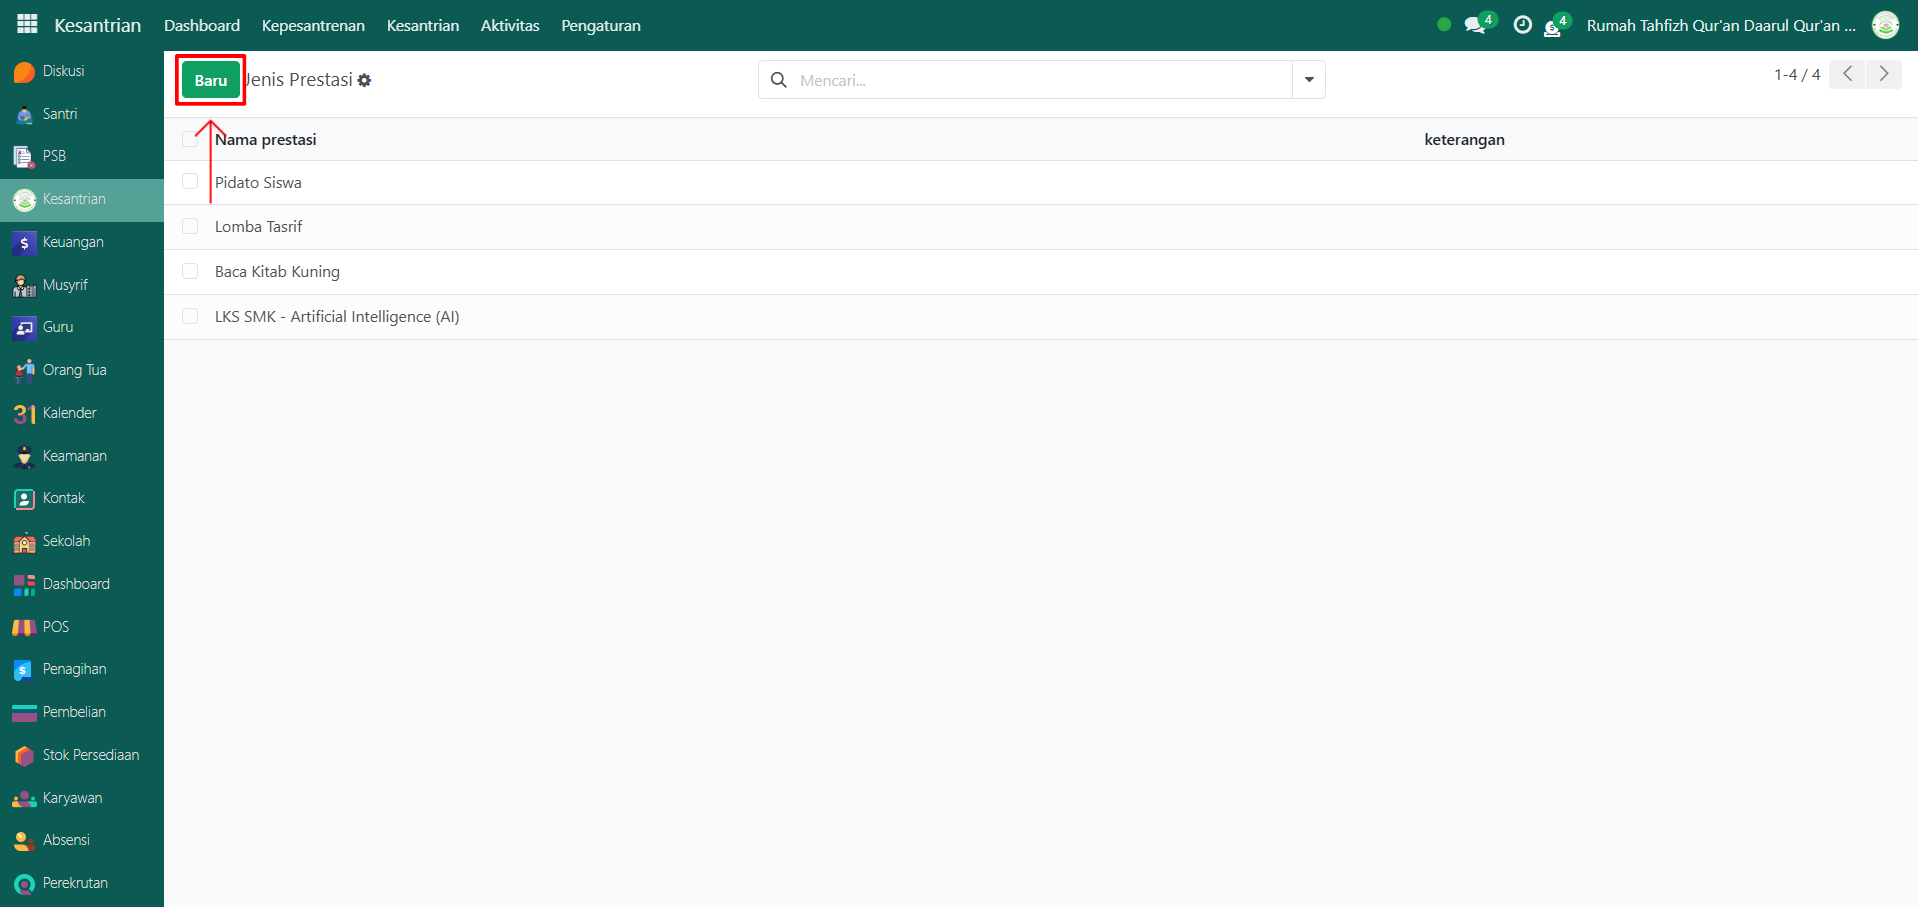 Kesantrian Dashboard Kepesantrenan Kesantrian Aktivitas Pengaturan 4 4 Rumah Tahfizh Qur'an Daarul Qur'an ...
Diskusi
Santri
PSB
Kesantrian
Keuangan
Musyrif
Guru
Orang Tua
31 Kalender
Keamanan
Kontak
Sekolah
Dashboard
POS
Penagihan
Pembelian
Stok Persediaan
Karyawan
Absensi
Perekrutan
Baru Jenis Prestasi Mencari... 1-4 / 4
Nama prestasi keterangan
Pidato Siswa
Lomba Tasrif
Baca Kitab Kuning
LKS SMK - Artificial Intelligence (AI)